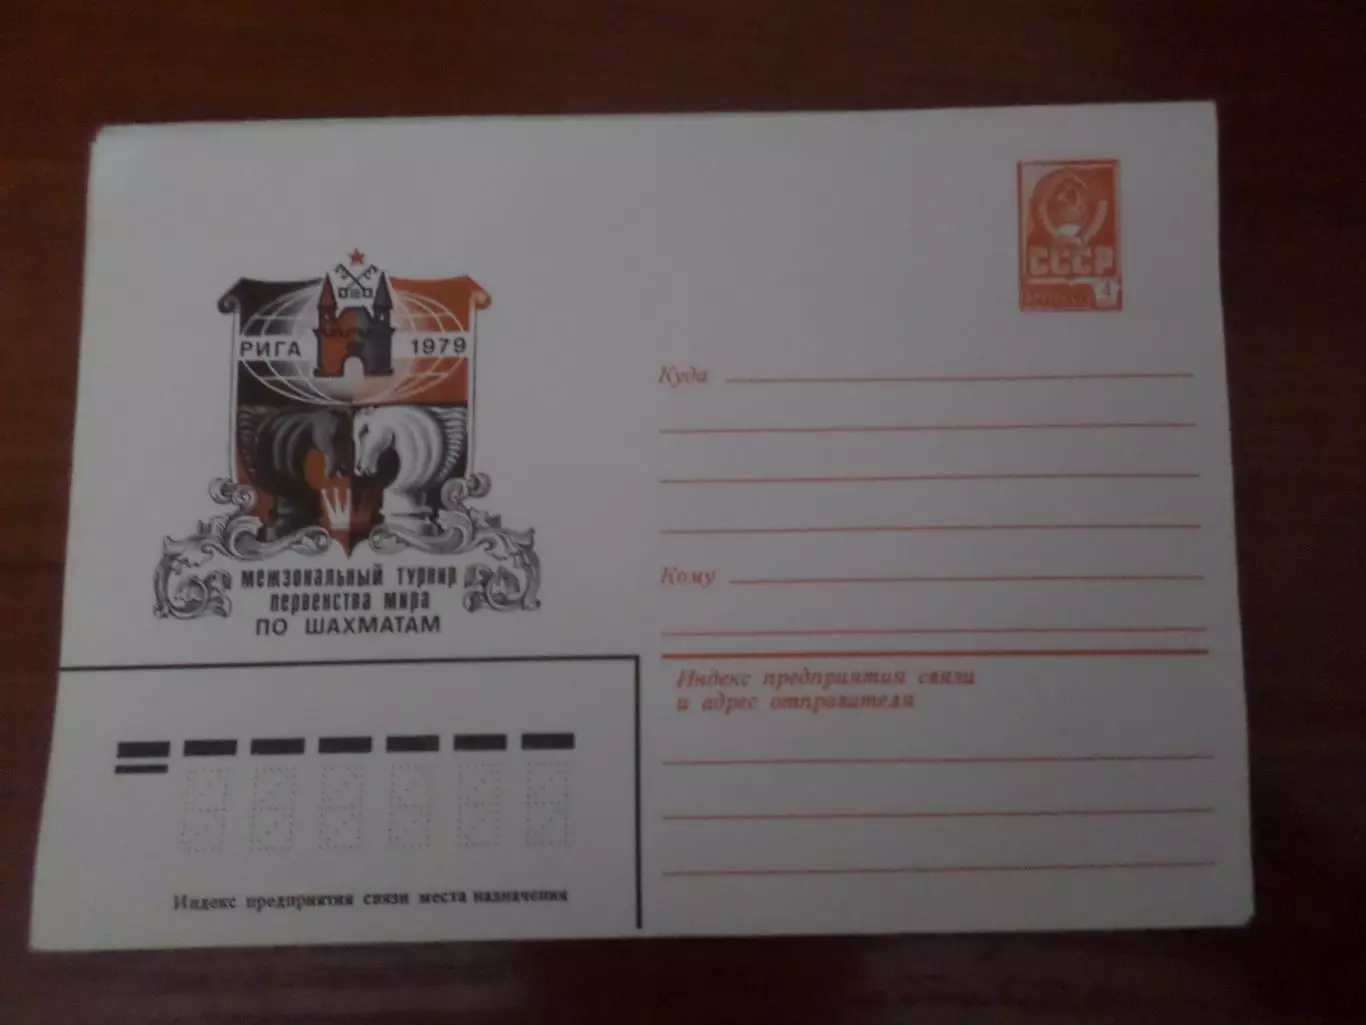 СССР
4
РИГА 1979
межзональный турнир
первенства мира
ПО ШАХМАТАМ
Куда
Кому
Индекс предприятия связи
и адрес отправителя
Индекс предприятия связи места назначения